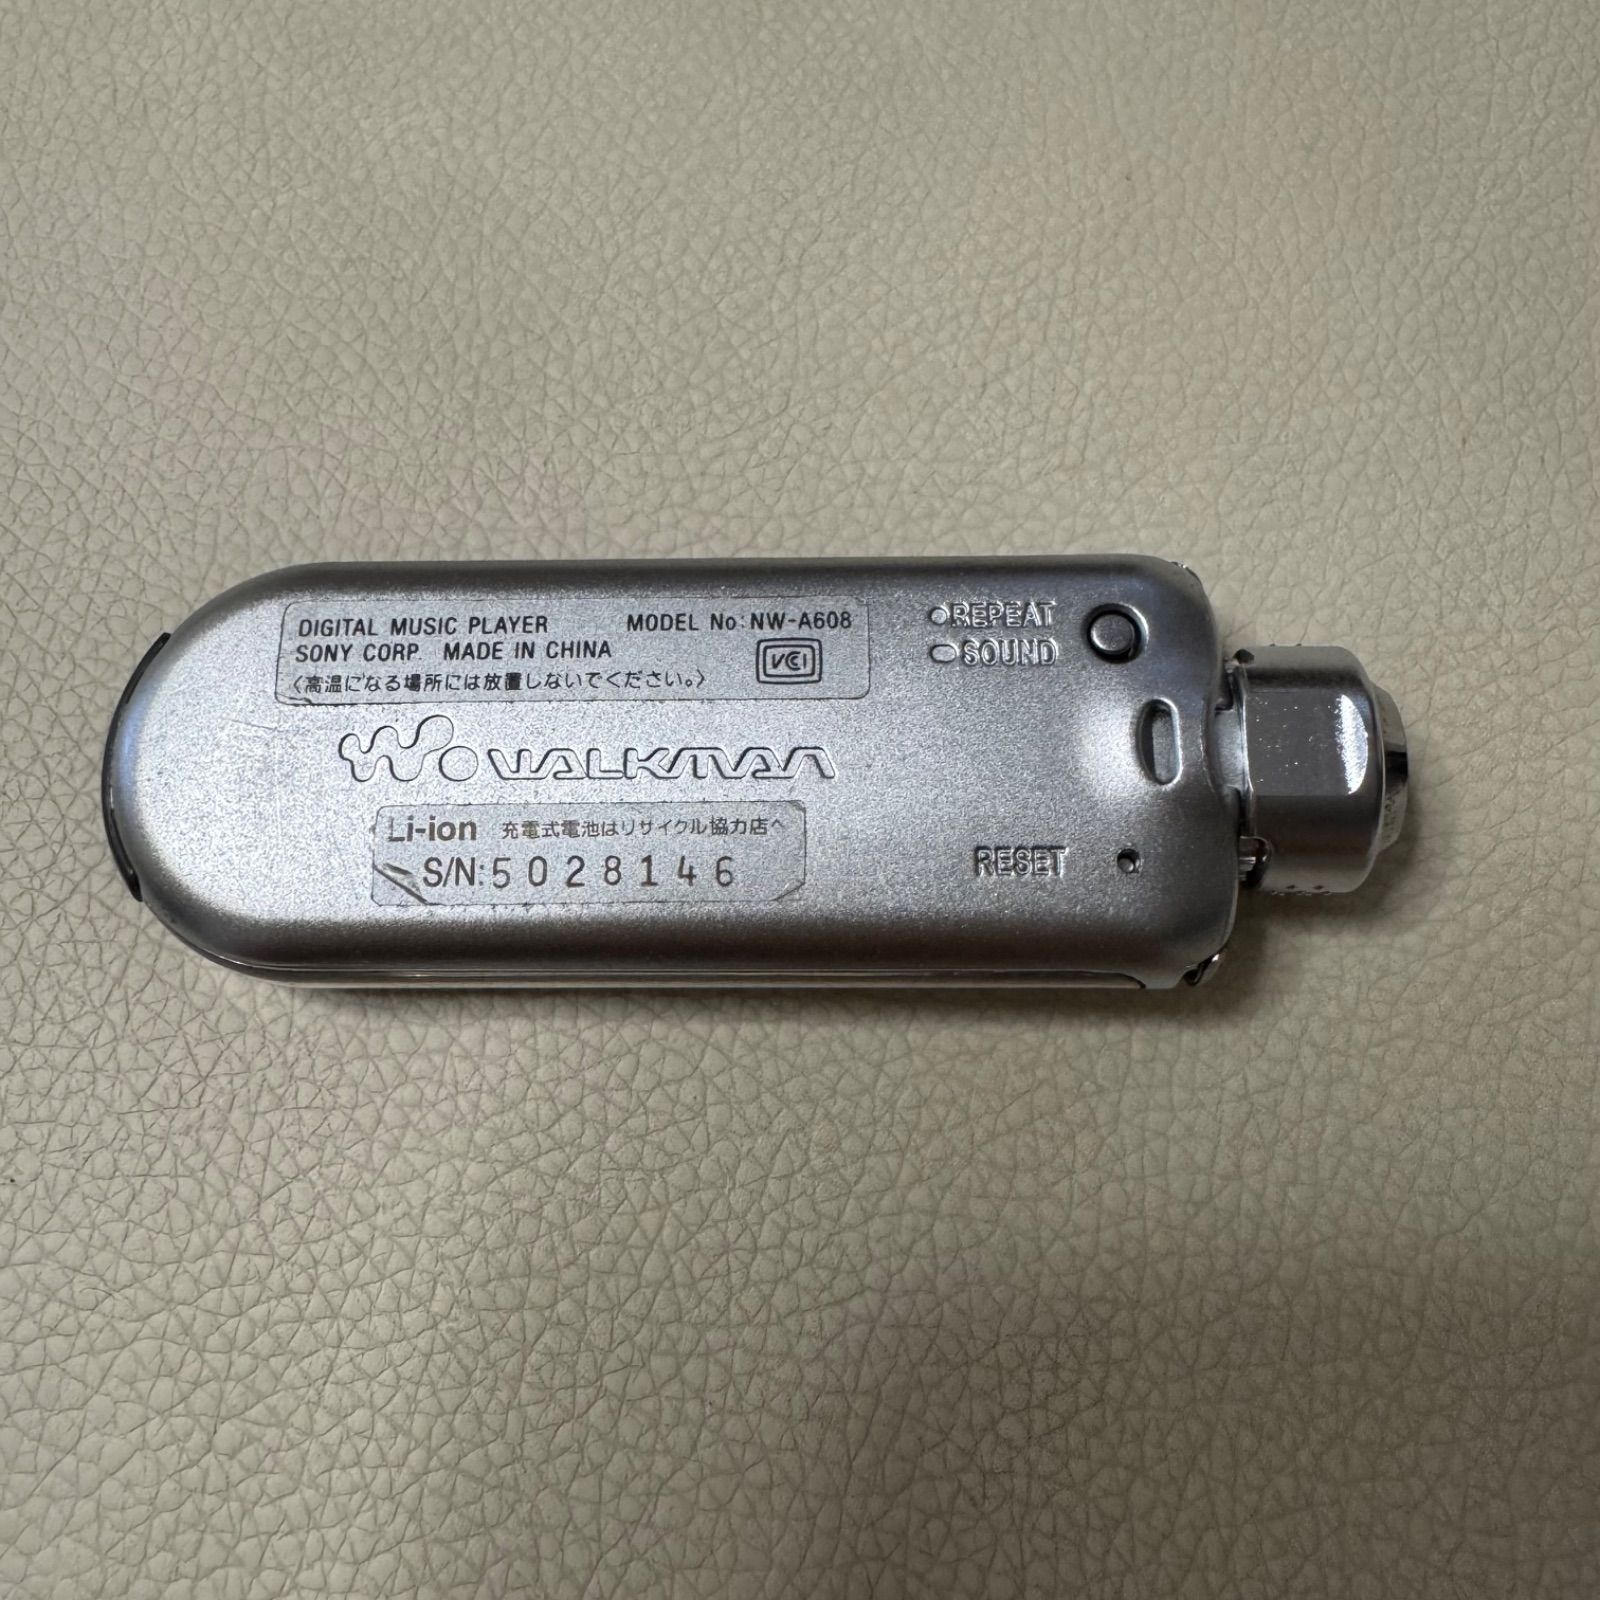 DIGITAL MUSIC PLAYER MODEL No: NW-A608
SONY CORP. MADE IN CHINA
VCCI
〈高温になる場所には放置しないでください。〉
REPEAT
SOUND
WALKMAN
Li-ion 充電式電池はリサイクル協力店へ
S/N: 5028146
RESET